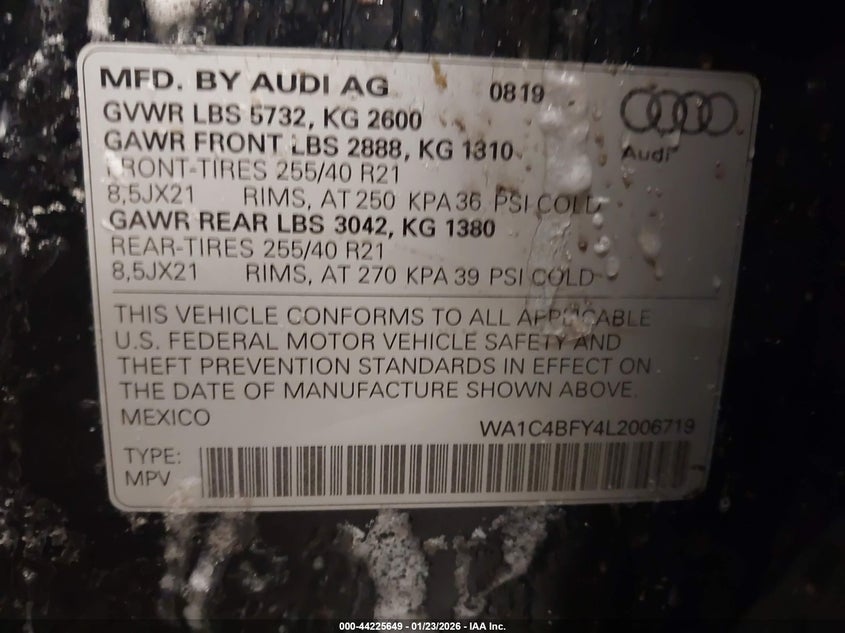 MFD. BY AUDI AG 0819
GVWR LBS 5732, KG 2600
GAWR FRONT LBS 2888, KG 1310
Audi
FRONT-TIRES 255/40 R21
8,5JX21 RIMS, AT 250 KPA 36 PSI COLD
GAWR REAR LBS 3042, KG 1380
REAR-TIRES 255/40 R21
8,5JX21 RIMS, AT 270 KPA 39 PSI COLD
THIS VEHICLE CONFORMS TO ALL APPLICABLE
U.S. FEDERAL MOTOR VEHICLE SAFETY AND
THEFT PREVENTION STANDARDS IN EFFECT ON
THE DATE OF MANUFACTURE SHOWN ABOVE.
MEXICO WA1C4BFY4L2006719
TYPE:
MPV
000-44225649 - 01/23/2026 - IAA Inc.